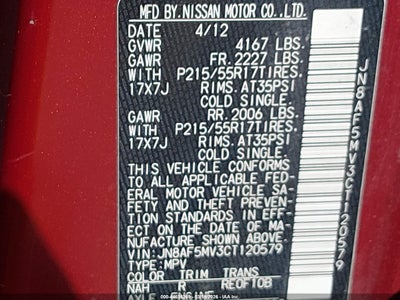 MFD BY.NISSAN MOTOR CO.,LTD.
DATE 4/12
GVWR 4167 LBS.
GAWR FR.2227 LBS.
WITH P215/55R17TIRES.
17X7J RIMS.AT35PSI
COLD SINGLE.
GAWR RR.2006 LBS.
WITH P215/55R17TIRES.
17X7J RIMS.AT35PSI
COLD SINGLE.
THIS VEHICLE CONFORMS
TO ALL APPLICABLE FED-
ERAL MOTOR VEHICLE SA-
FETY AND THEFT PREVEN-
TION STANDARDS IN EFF-
ECT ON THE DATE OF MA-
NUFACTURE SHOWN ABOVE.
VIN:JN8AF5MV3CT120579
TYPE:MPV
COLOR TRIM TRANS
NAH R RE0F10B
AXLE ENGINE
JN8AF5MV3CT120579